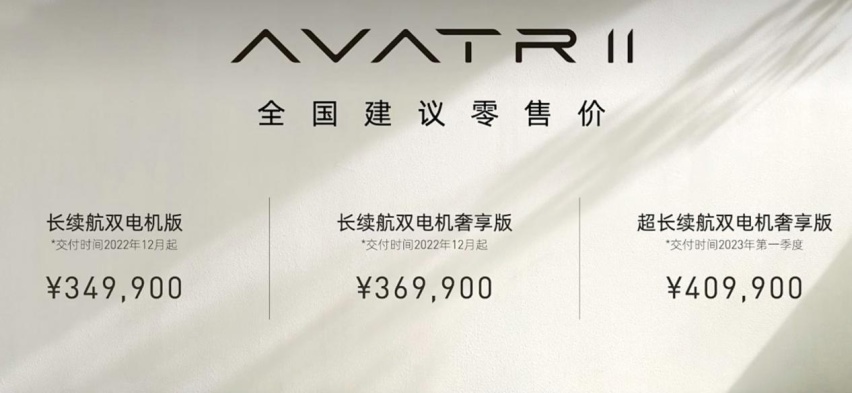 AVATR 11
全国建议零售价
长续航双电机版
*交付时间2022年12月起
¥349,900
长续航双电机奢享版
*交付时间2022年12月起
¥369,900
超长续航双电机奢享版
*交付时间2023年第一季度
¥409,900